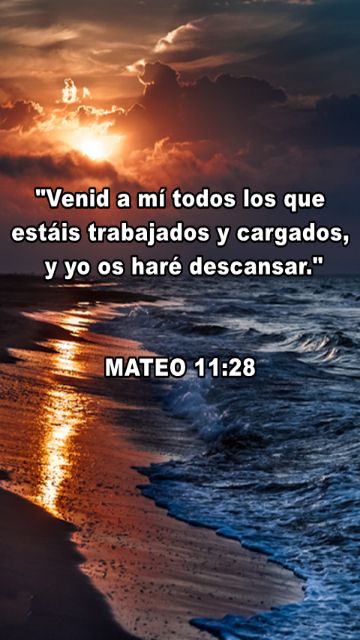 "Venid a mí todos los que
estáis trabajados y cargados,
y yo os haré descansar."
MATEO 11:28